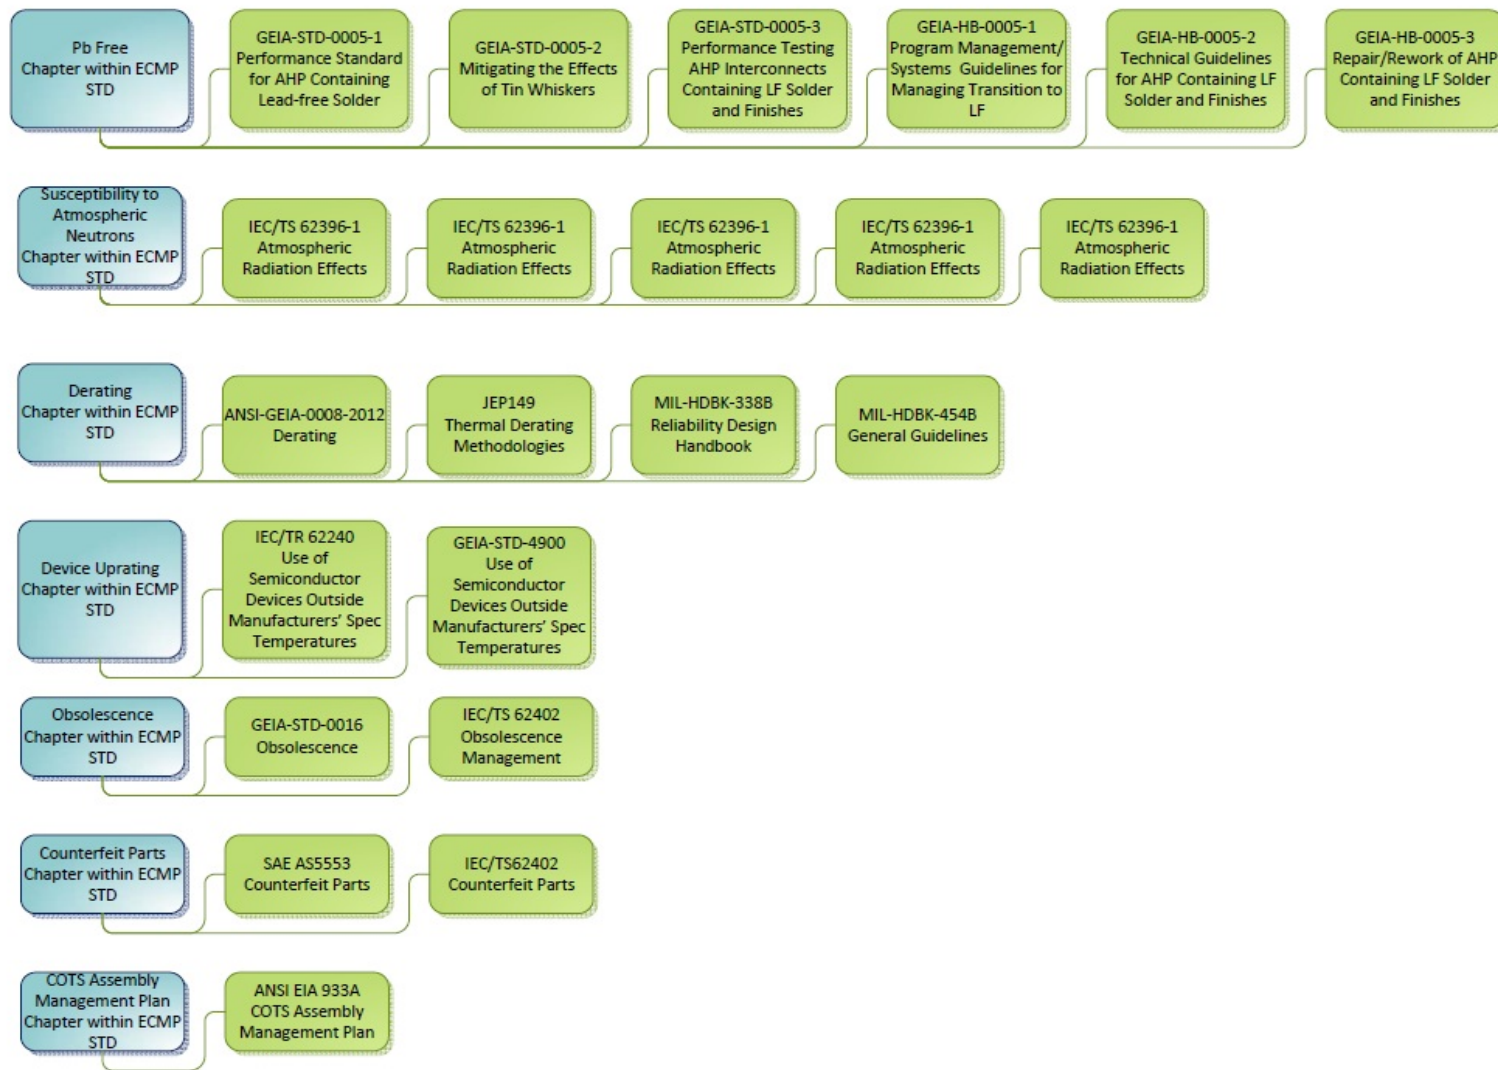 Pb Free
Chapter within ECMP
STD
GEIA-STD-0005-1
Performance Standard
for AHP Containing
Lead-free Solder
GEIA-STD-0005-2
Mitigating the Effects
of Tin Whiskers
GEIA-STD-0005-3
Performance Testing
AHP Interconnects
Containing LF Solder
and Finishes
GEIA-HB-0005-1
Program Management/
Systems Guidelines for
Managing Transition to
LF
GEIA-HB-0005-2
Technical Guidelines
for AHP Containing LF
Solder and Finishes
GEIA-HB-0005-3
Repair/Rework of AHP
Containing LF Solder
and Finishes
Susceptibility to
Atmospheric
Neutrons
Chapter within ECMP
STD
IEC/TS 62396-1
Atmospheric
Radiation Effects
IEC/TS 62396-1
Atmospheric
Radiation Effects
IEC/TS 62396-1
Atmospheric
Radiation Effects
IEC/TS 62396-1
Atmospheric
Radiation Effects
IEC/TS 62396-1
Atmospheric
Radiation Effects
Derating
Chapter within ECMP
STD
ANSI-GEIA-0008-2012
Derating
JEP149
Thermal Derating
Methodologies
MIL-HDBK-338B
Reliability Design
Handbook
MIL-HDBK-454B
General Guidelines
Device Uprating
Chapter within ECMP
STD
IEC/TR 62240
Use of
Semiconductor
Devices Outside
Manufacturers' Spec
Temperatures
GEIA-STD-4900
Use of
Semiconductor
Devices Outside
Manufacturers' Spec
Temperatures
Obsolescence
Chapter within ECMP
STD
GEIA-STD-0016
Obsolescence
IEC/TS 62402
Obsolescence
Management
Counterfeit Parts
Chapter within ECMP
STD
SAE AS5553
Counterfeit Parts
IEC/TS62402
Counterfeit Parts
COTS Assembly
Management Plan
Chapter within ECMP
STD
ANSI EIA 933A
COTS Assembly
Management Plan